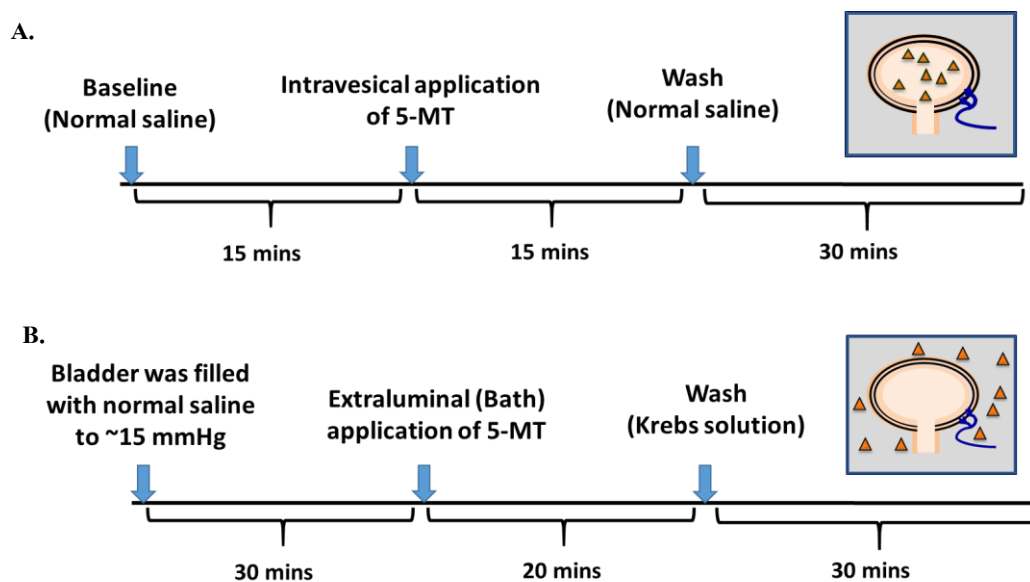 A.
Baseline
(Normal saline)
Intravesical application
of 5-MT
Wash
(Normal saline)
15 mins
15 mins
30 mins
B.
Bladder was filled
with normal saline
to ~15 mmHg
Extraluminal (Bath)
application of 5-MT
Wash
(Krebs solution)
30 mins
20 mins
30 mins